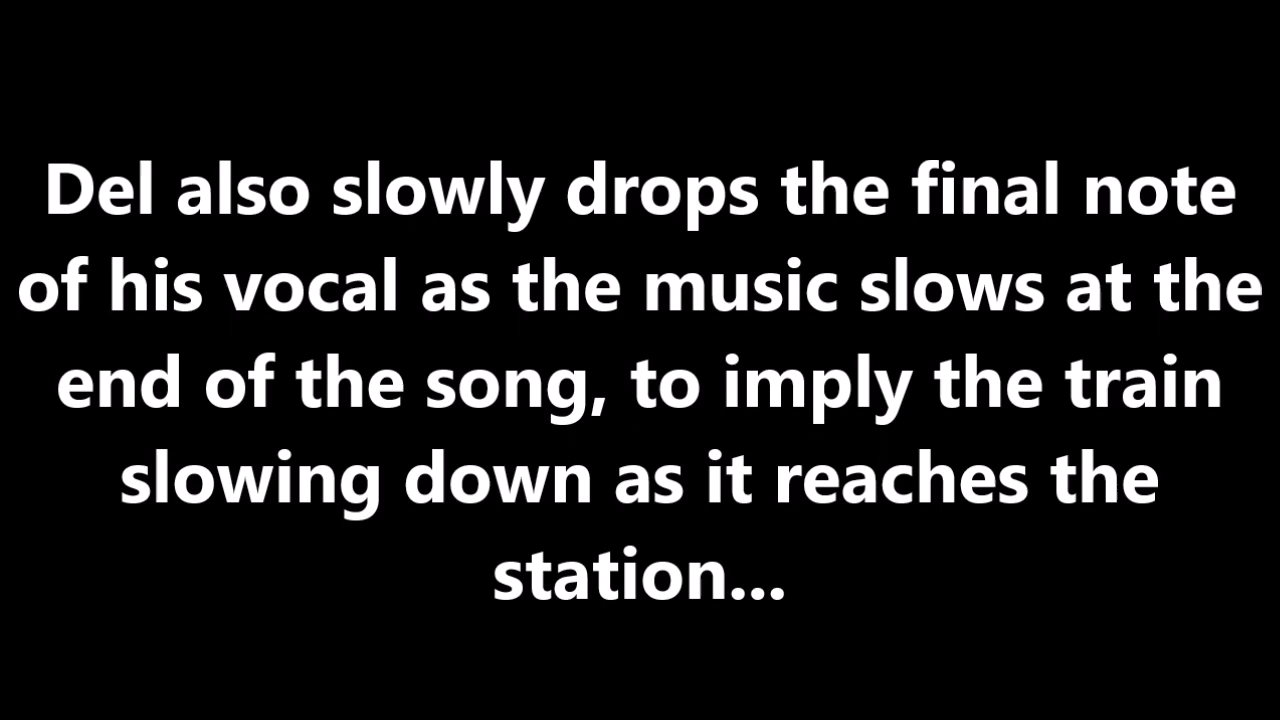 Del also slowly drops the final note
of his vocal as the music slows at the
end of the song, to imply the train
slowing down as it reaches the
station...